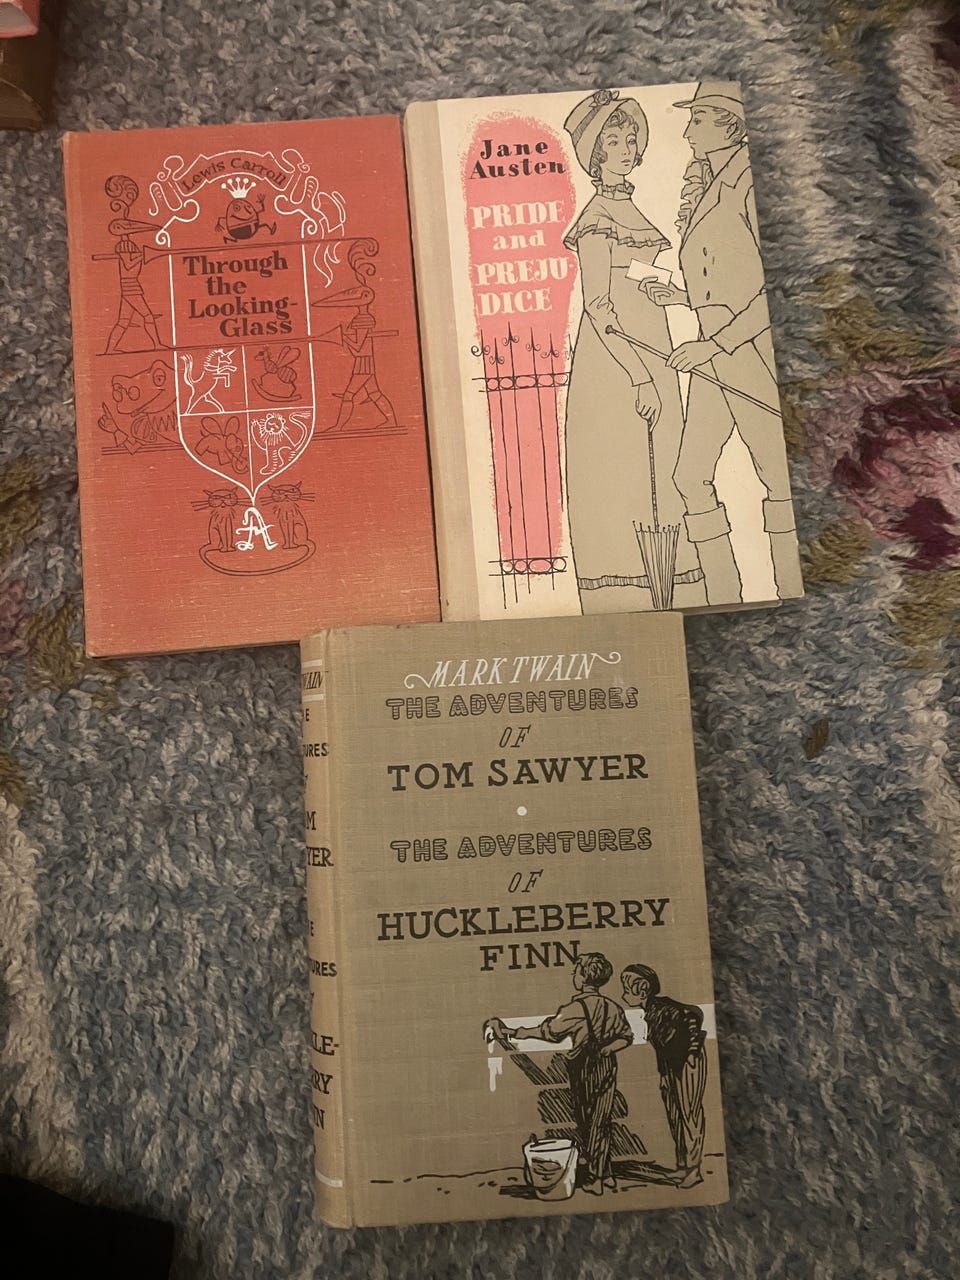 Lewis Carroll
Through
the
Looking-
Glass
A
Jane
Austen
PRIDE
and
PREJU-
DICE
MARK TWAIN
THE ADVENTURES
OF
TOM SAWYER
THE ADVENTURES
OF
HUCKLEBERRY
FINN